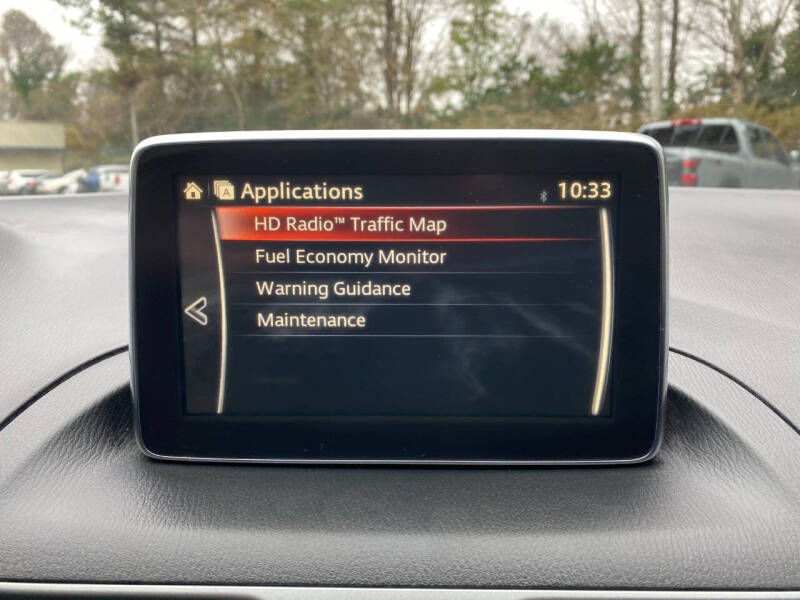 Applications 10:33
HD Radio™ Traffic Map
Fuel Economy Monitor
Warning Guidance
Maintenance